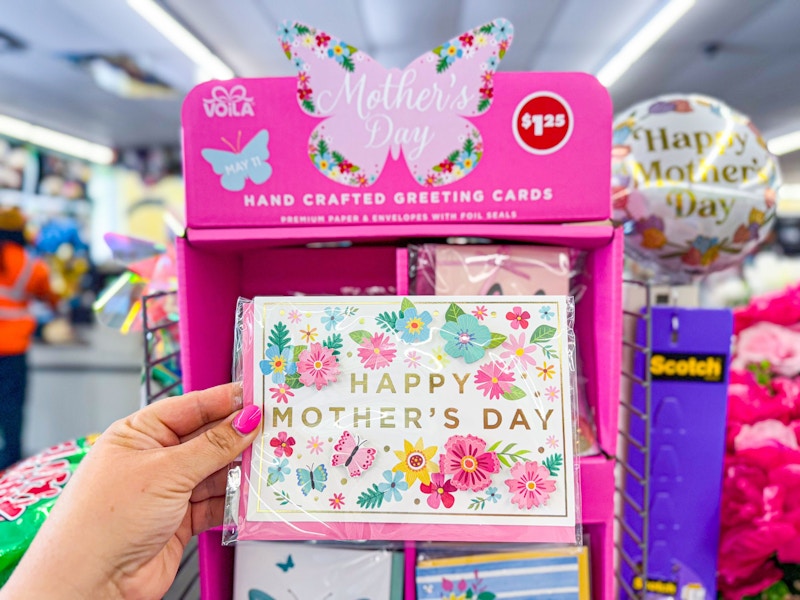 VOILA
MAY 11
Mother's
Day
$1.25
HAND CRAFTED GREETING CARDS
PREMIUM PAPER & ENVELOPES WITH FOIL SEALS
Happy
Mother's
Day
HAPPY
MOTHER'S DAY
Scotch
Scotch